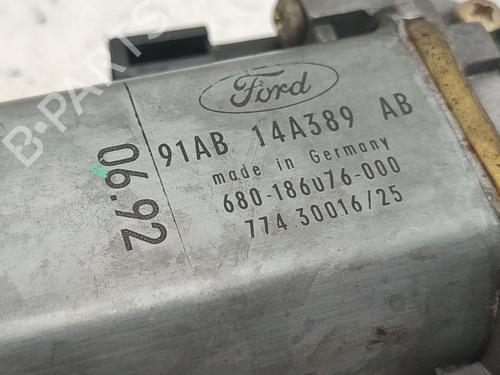 B-PARTS
Ford
91AB 14A389 AB
made in Germany
680-186U76-000
774.30016/25
06.92